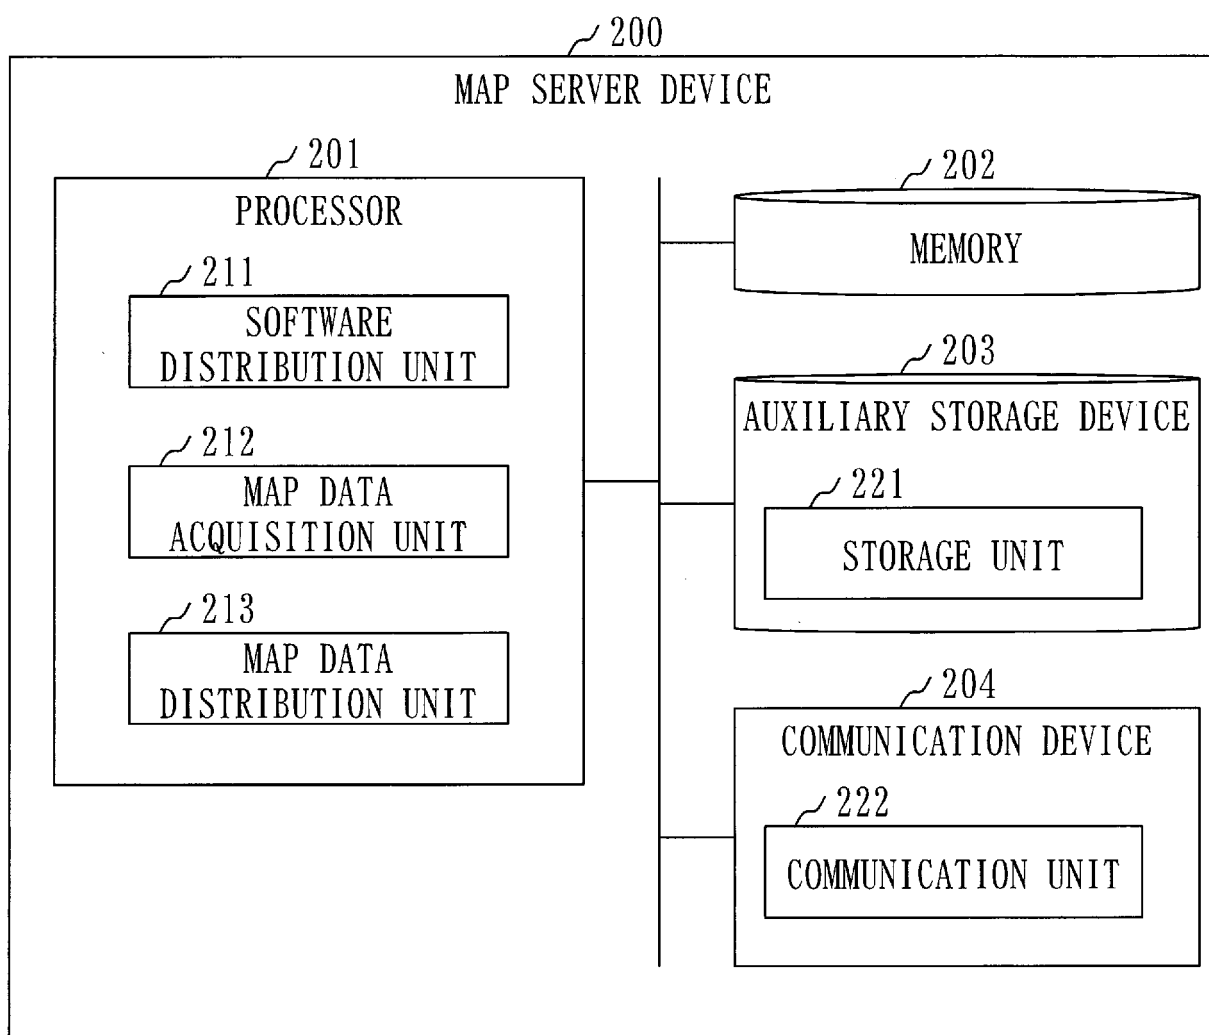 200
MAP SERVER DEVICE
201
PROCESSOR
211
SOFTWARE
DISTRIBUTION UNIT
212
MAP DATA
ACQUISITION UNIT
213
MAP DATA
DISTRIBUTION UNIT
202
MEMORY
203
AUXILIARY STORAGE DEVICE
221
STORAGE UNIT
204
COMMUNICATION DEVICE
222
COMMUNICATION UNIT